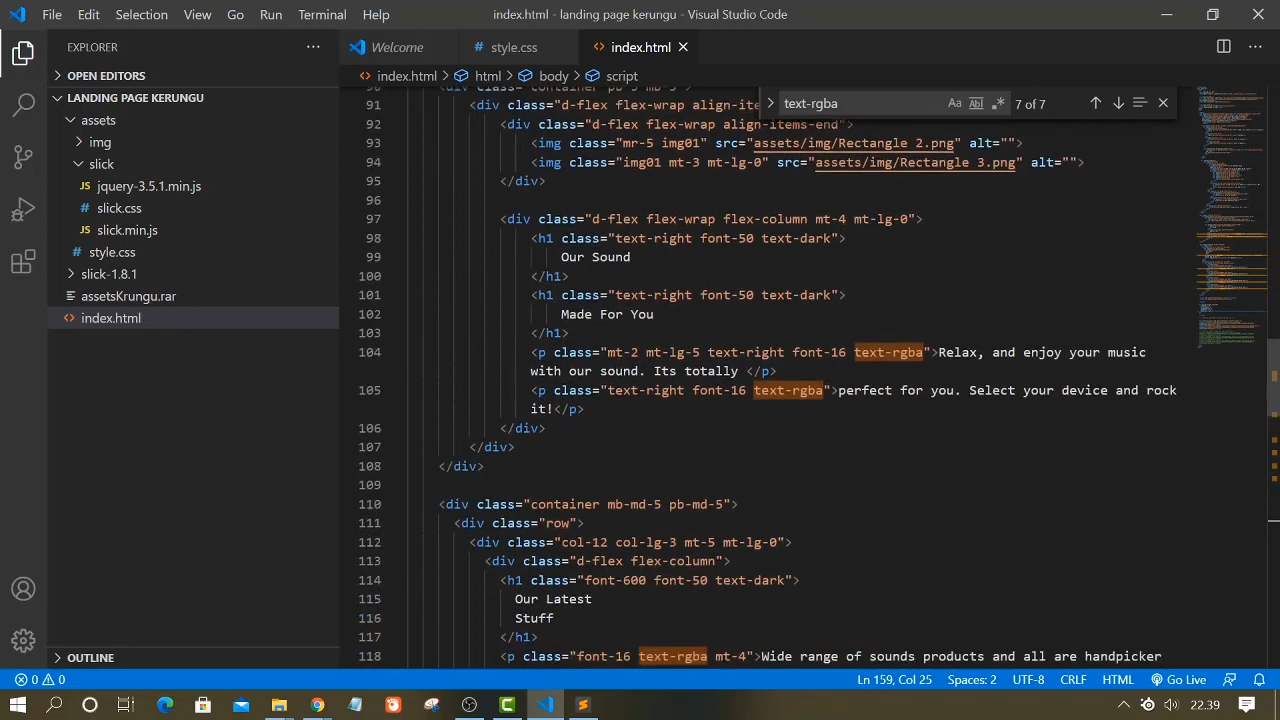 File Edit Selection View Go Run Terminal Help index.html - landing page kerungu - Visual Studio Code
EXPLORER
Welcome
style.css
index.html
OPEN EDITORS
index.html > html > body > script
LANDING PAGE KERUNGU
assets
img
slick
jquery-3.5.1.min.js
slick.css
slick.min.js
style.css
slick-1.8.1
assetsKrungu.rar
index.html
OUTLINE
text-rgba 7 of 7
90 <div class="container pb-5 mb-5">
91 <div class="d-flex flex-wrap align-ite
92 <div class="d-flex flex-wrap align-items-end">
93 <img class="mr-5 img01" src="assets/img/Rectangle 2.png" alt="">
94 <img class="img01 mt-5 mt-lg-0" src="assets/img/Rectangle 3.png" alt="">
95 </div>
96
97 <div class="d-flex flex-wrap flex-column mt-4 mt-lg-0">
98 <h1 class="text-right font-50 text-dark">
99 Our Sound
100 </h1>
101 <h1 class="text-right font-50 text-dark">
102 Made For You
103 </h1>
104 <p class="mt-2 mt-lg-5 text-right font-16 text-rgba">Relax, and enjoy your music
with our sound. Its totally </p>
105 <p class="text-right font-16 text-rgba">perfect for you. Select your device and rock
it!</p>
106 </div>
107 </div>
108 </div>
109
110 <div class="container mb-md-5 pb-md-5">
111 <div class="row">
112 <div class="col-12 col-lg-3 mt-5 mt-lg-0">
113 <div class="d-flex flex-column">
114 <h1 class="font-600 font-50 text-dark">
115 Our Latest
116 Stuff
117 </h1>
118 <p class="font-16 text-rgba mt-4">Wide range of sounds products and all are handpicker
0 0 Ln 159, Col 25 Spaces: 2 UTF-8 CRLF HTML Go Live
22.39